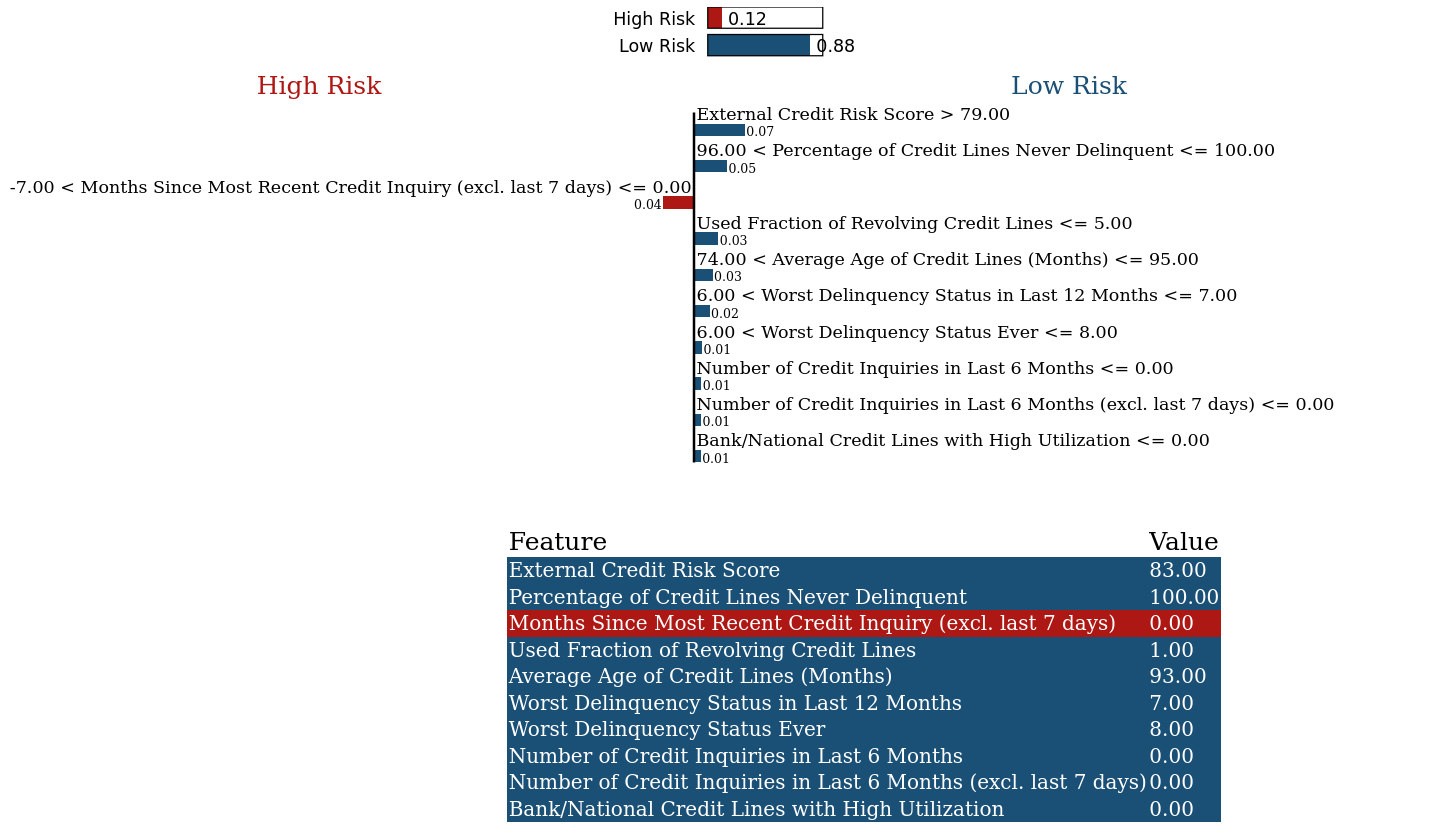 High Risk 0.12
Low Risk 0.88
High Risk Low Risk
External Credit Risk Score > 79.00
0.07
96.00 < Percentage of Credit Lines Never Delinquent <= 100.00
0.05
-7.00 < Months Since Most Recent Credit Inquiry (excl. last 7 days) <= 0.00
0.04
Used Fraction of Revolving Credit Lines <= 5.00
0.03
74.00 < Average Age of Credit Lines (Months) <= 95.00
0.03
6.00 < Worst Delinquency Status in Last 12 Months <= 7.00
0.02
6.00 < Worst Delinquency Status Ever <= 8.00
0.01
Number of Credit Inquiries in Last 6 Months <= 0.00
0.01
Number of Credit Inquiries in Last 6 Months (excl. last 7 days) <= 0.00
0.01
Bank/National Credit Lines with High Utilization <= 0.00
0.01
Feature Value
External Credit Risk Score 83.00
Percentage of Credit Lines Never Delinquent 100.00
Months Since Most Recent Credit Inquiry (excl. last 7 days) 0.00
Used Fraction of Revolving Credit Lines 1.00
Average Age of Credit Lines (Months) 93.00
Worst Delinquency Status in Last 12 Months 7.00
Worst Delinquency Status Ever 8.00
Number of Credit Inquiries in Last 6 Months 0.00
Number of Credit Inquiries in Last 6 Months (excl. last 7 days) 0.00
Bank/National Credit Lines with High Utilization 0.00